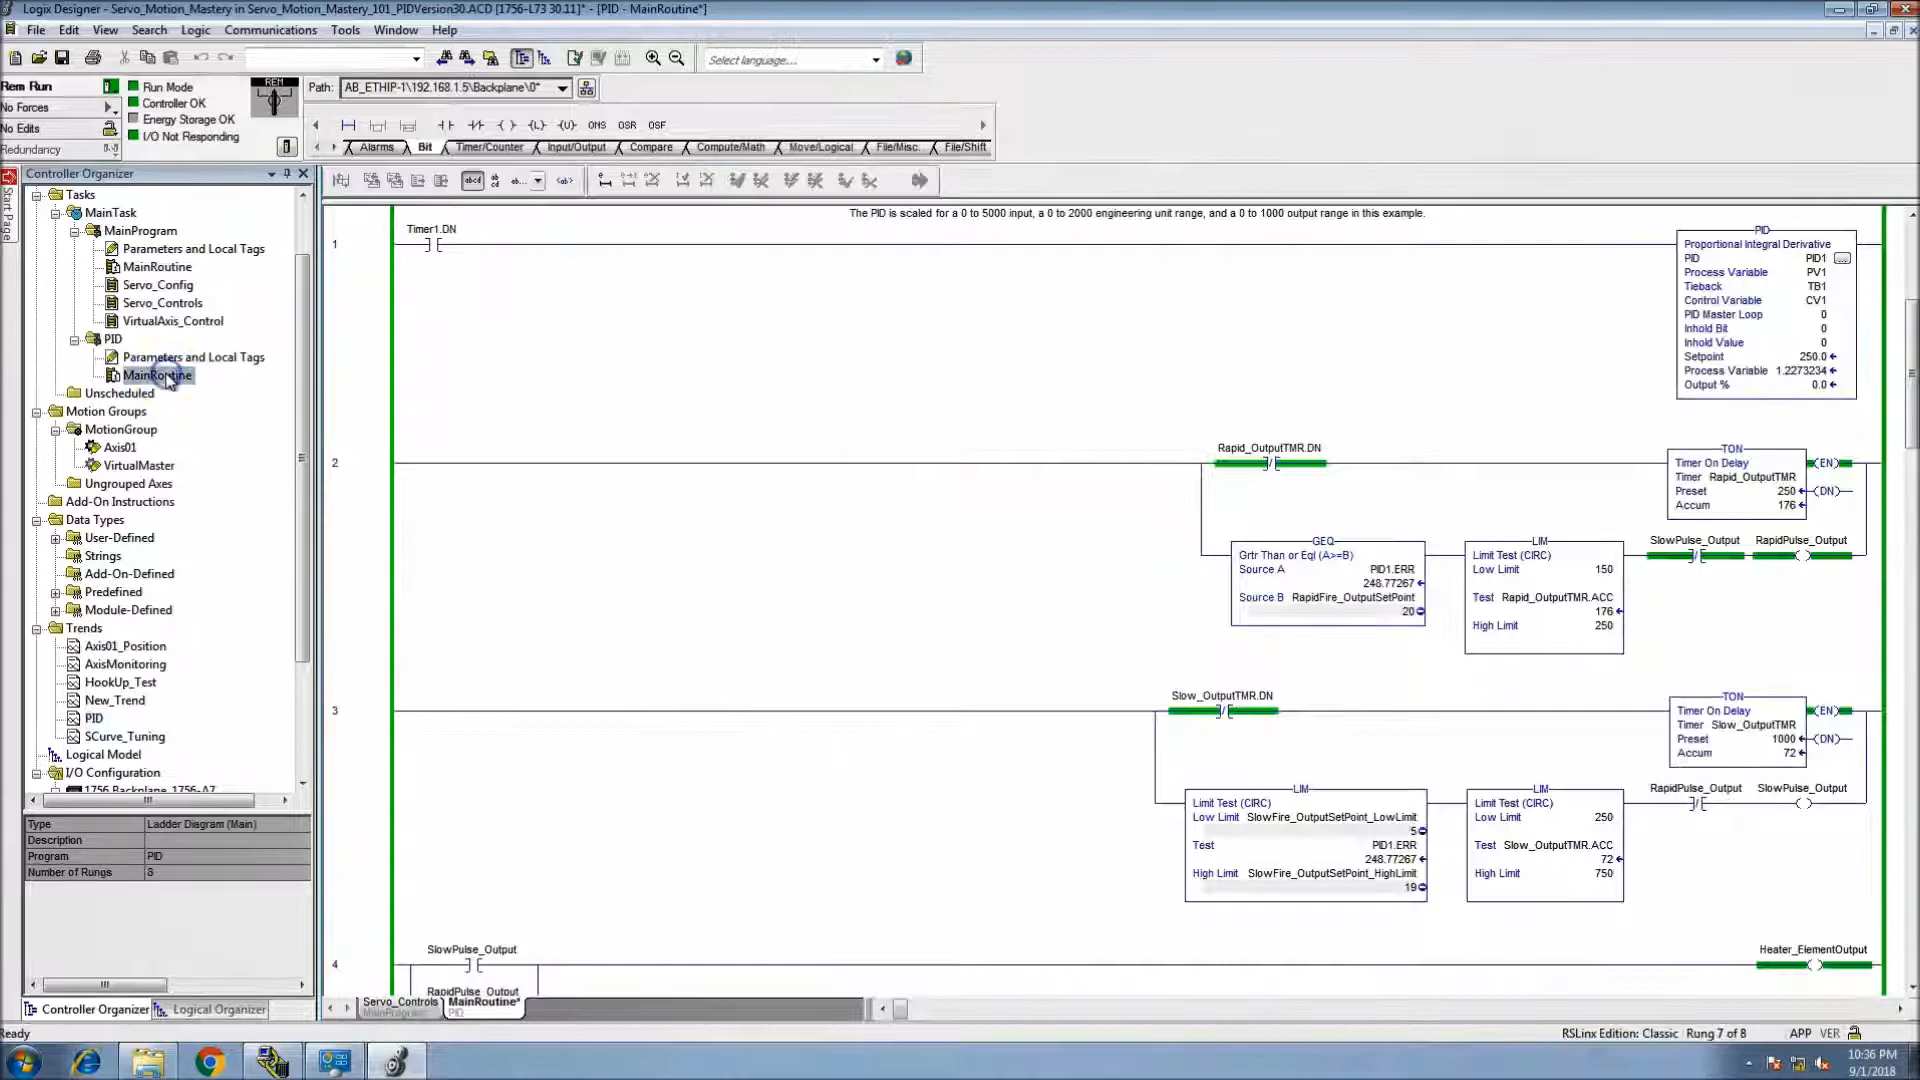 Logix Designer - Servo_Motion_Mastery in Servo_Motion_Mastery_101_PIDVersion30.ACD [1756-L73 30.11]* - [PID - MainRoutine*]
File Edit View Search Logic Communications Tools Window Help
Select language...
Rem Run
No Forces
No Edits
Redundancy
Run Mode
Controller OK
Energy Storage OK
I/O Not Responding
REM
Path: AB_ETHIP-1\192.168.1.5\Backplane\0*
(L) (U) ONS OSR OSF
Alarms Bit Timer/Counter Input/Output Compare Compute/Math Move/Logical File/Misc. File/Shift
Start Page
Controller Organizer
Tasks
MainTask
MainProgram
Parameters and Local Tags
MainRoutine
Servo_Config
Servo_Controls
VirtualAxis_Control
PID
Parameters and Local Tags
MainRoutine
Unscheduled
Motion Groups
MotionGroup
Axis01
VirtualMaster
Ungrouped Axes
Add-On Instructions
Data Types
User-Defined
Strings
Add-On-Defined
Predefined
Module-Defined
Trends
Axis01_Position
AxisMonitoring
HookUp_Test
New_Trend
PID
SCurve_Tuning
Logical Model
I/O Configuration
1756 Backplane, 1756-A7
Type Ladder Diagram (Main)
Description
Program PID
Number of Rungs 8
Controller Organizer Logical Organizer
The PID is scaled for a 0 to 5000 input, a 0 to 2000 engineering unit range, and a 0 to 1000 output range in this example.
1
Timer1.DN
PID
Proportional Integral Derivative
PID PID1 ...
Process Variable PV1
Tieback TB1
Control Variable CV1
PID Master Loop 0
Inhold Bit 0
Inhold Value 0
Setpoint 250.0
Process Variable 1.2273234
Output % 0.0
2
Rapid_OutputTMR.DN
TON
Timer On Delay
Timer Rapid_OutputTMR
Preset 250
Accum 176
EN
DN
GEQ
Grtr Than or Eql (A>=B)
Source A PID1.ERR
248.77267
Source B RapidFire_OutputSetPoint
20
LIM
Limit Test (CIRC)
Low Limit 150
Test Rapid_OutputTMR.ACC
176
High Limit 250
SlowPulse_Output RapidPulse_Output
3
Slow_OutputTMR.DN
TON
Timer On Delay
Timer Slow_OutputTMR
Preset 1000
Accum 72
EN
DN
LIM
Limit Test (CIRC)
Low Limit SlowFire_OutputSetPoint_LowLimit
5
Test PID1.ERR
248.77267
High Limit SlowFire_OutputSetPoint_HighLimit
19
LIM
Limit Test (CIRC)
Low Limit 250
Test Slow_OutputTMR.ACC
72
High Limit 750
RapidPulse_Output SlowPulse_Output
4
SlowPulse_Output
RapidPulse_Output
Heater_ElementOutput
Servo_Controls
MainProgram
MainRoutine*
PID
Ready
RSLinx Edition: Classic Rung 7 of 8 APP VER
10:36 PM
9/1/2018